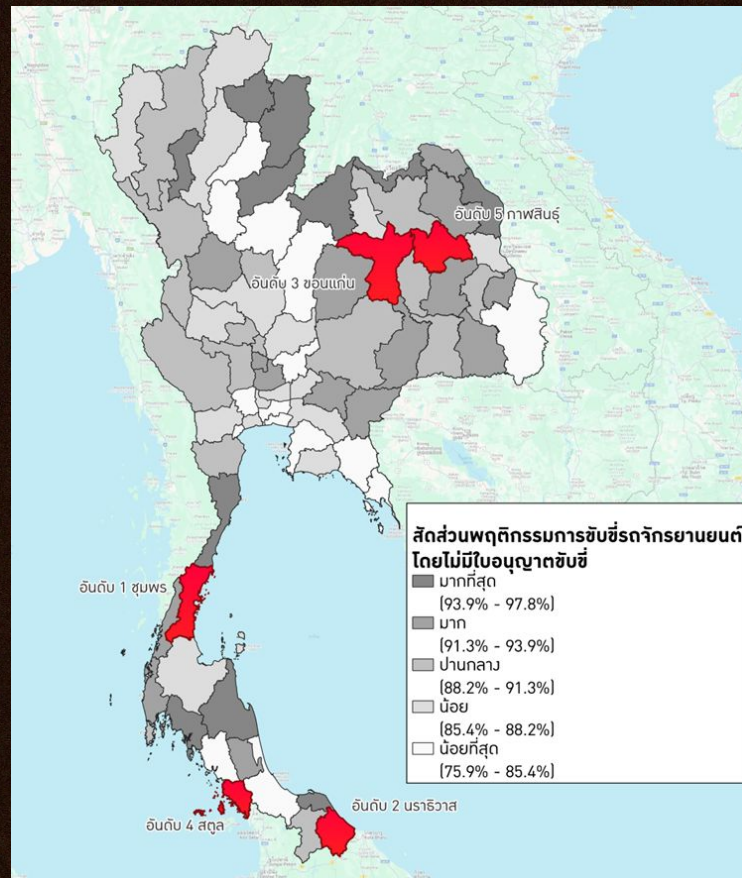 อันดับ 5 กาฬสินธุ์
อันดับ 3 ขอนแก่น
อันดับ 1 ชุมพร
อันดับ 4 สตูล
อันดับ 2 นราธิวาส
สัดส่วนพฤติกรรมการขับขี่รถจักรยานยนต์
โดยไม่มีใบอนุญาตขับขี่
มากที่สุด
(93.9% - 97.8%)
มาก
(91.3% - 93.9%)
ปานกลาง
(88.2% - 91.3%)
น้อย
(85.4% - 88.2%)
น้อยที่สุด
(75.9% - 85.4%)